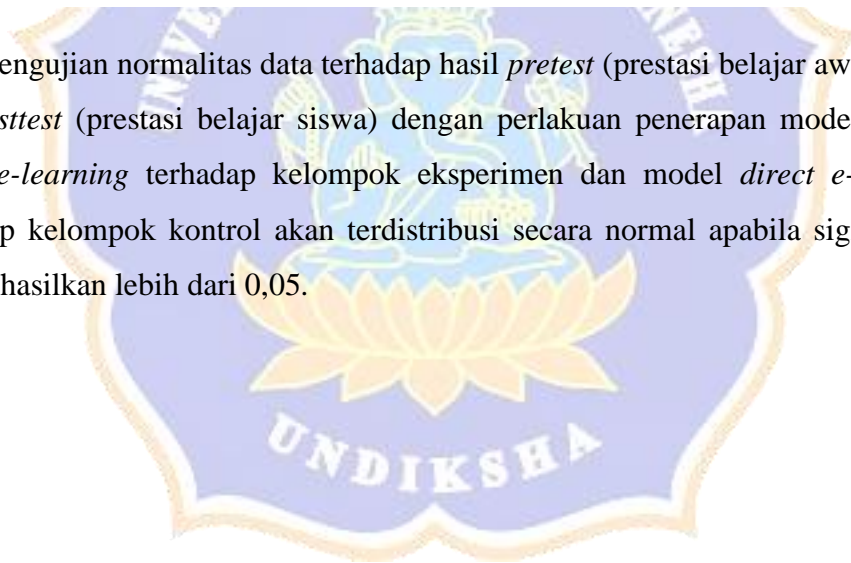 engujian normalitas data terhadap hasil pretest (prestasi belajar aw
sttest (prestasi belajar siswa) dengan perlakuan penerapan mode
e-learning terhadap kelompok eksperimen dan model direct e-
p kelompok kontrol akan terdistribusi secara normal apabila sig
hasilkan lebih dari 0,05.
UNDIKSHA